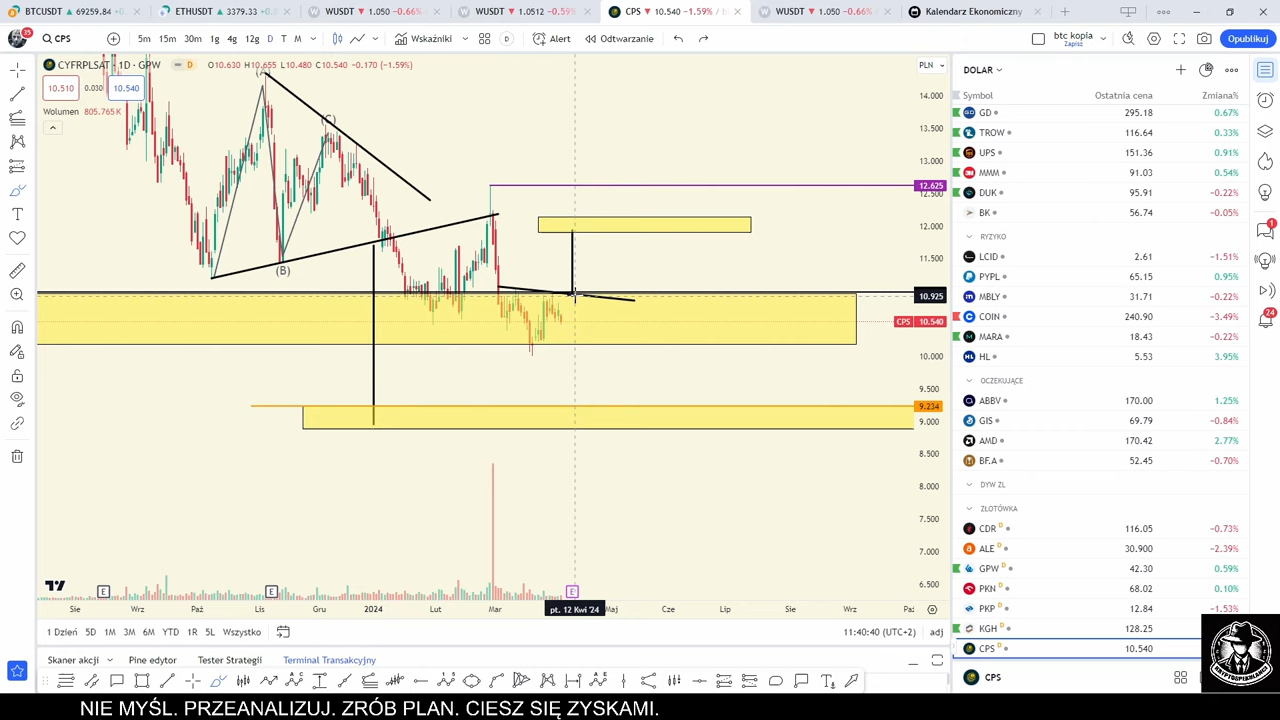 BTCUSDT ▼ 69259.84 +0.
ETHUSDT ▲ 3379.33 +3.
WUSDT ▼ 1.050 −0.66%
WUSDT ▼ 1.0512 −0.59%
CPS ▼ 10.540 −1.59% / b
WUSDT ▼ 1.050 −0.66%
Kalendarz Ekonomiczny
35
CPS
5m 15m 30m 1g 4g 12g D T M
Wskaźniki
Alert
Odtwarzanie
btc kopia
Zapisz
Opublikuj
CYFRPLSAT · 1D · GPW
D
O10.630 H10.655 L10.480 C10.540 −0.170 (−1.59%)
10.510 0.030 10.540
Wolumen 805.765K
PLN
(A)
(C)
(B)
14.000
13.500
13.000
12.625
12.500
12.000
11.500
10.925
CPS 10.540
10.000
9.500
9.234
9.000
8.500
8.000
7.500
7.000
6.500
E E E
Sie Wrz Paź Lis Gru 2024 Lut Mar pt. 12 Kwi '24 Maj Cze Lip Sie Wrz Paź
1 Dzień 5D 1M 3M 6M YTD 1R 5L Wszystko
11:40:40 (UTC+2) adj
Skaner akcji
Pine edytor
Tester Strategii
Terminal Transakcyjny
DOLAR
Symbol Ostatnia cena Zmiana%
GD 295.18 0.67%
TROW 116.64 0.33%
UPS 151.36 0.91%
MMM 91.03 0.54%
DUK 95.91 −0.22%
BK 56.74 −0.05%
RYZYKO
LCID 2.61 −1.51%
PYPL 65.15 0.95%
MBLY 31.71 −0.22%
COIN 240.90 −3.49%
MARA 18.43 −0.22%
HL 5.53 3.95%
OCZEKUJĄCE
ABBV 170.00 1.25%
GIS 69.79 −0.84%
AMD 170.42 2.77%
BF.A 52.45 −0.70%
DYW ZL
ZŁOTÓWKA
CDR D 116.05 −0.73%
ALE D 30.900 −2.39%
GPW D 42.30 0.59%
PKN D 68.02 0.10%
PKP D 12.84 −1.53%
KGH D 128.25
CPS D 10.540
CPS
1
24
NIE MYŚL. PRZEANALIZUJ. ZRÓB PLAN. CIESZ SIĘ ZYSKAMI.